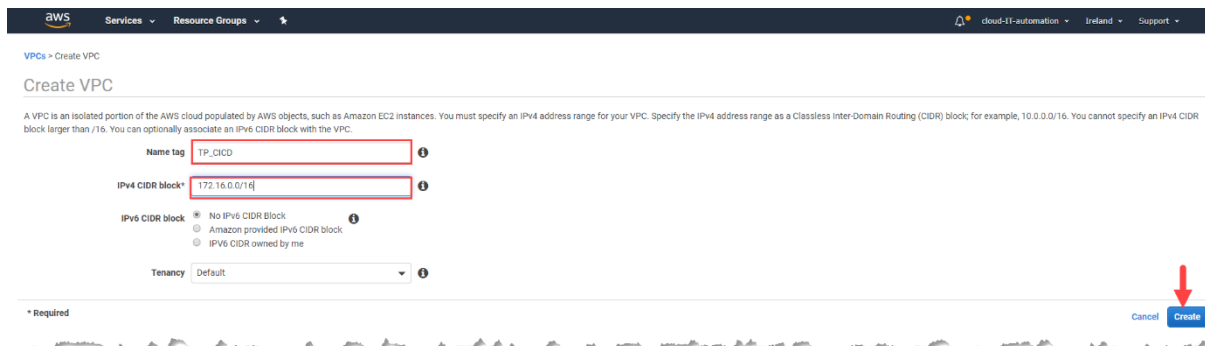 aws Services Resource Groups cloud-IT-automation Ireland Support
VPCs > Create VPC
Create VPC
A VPC is an isolated portion of the AWS cloud populated by AWS objects, such as Amazon EC2 instances. You must specify an IPv4 address range for your VPC. Specify the IPv4 address range as a Classless Inter-Domain Routing (CIDR) block; for example, 10.0.0.0/16. You cannot specify an IPv4 CIDR
block larger than /16. You can optionally associate an IPv6 CIDR block with the VPC.
Name tag TP_CICD
IPv4 CIDR block* 172.16.0.0/16
IPv6 CIDR block No IPv6 CIDR Block
Amazon provided IPv6 CIDR block
IPV6 CIDR owned by me
Tenancy Default
* Required
Cancel Create